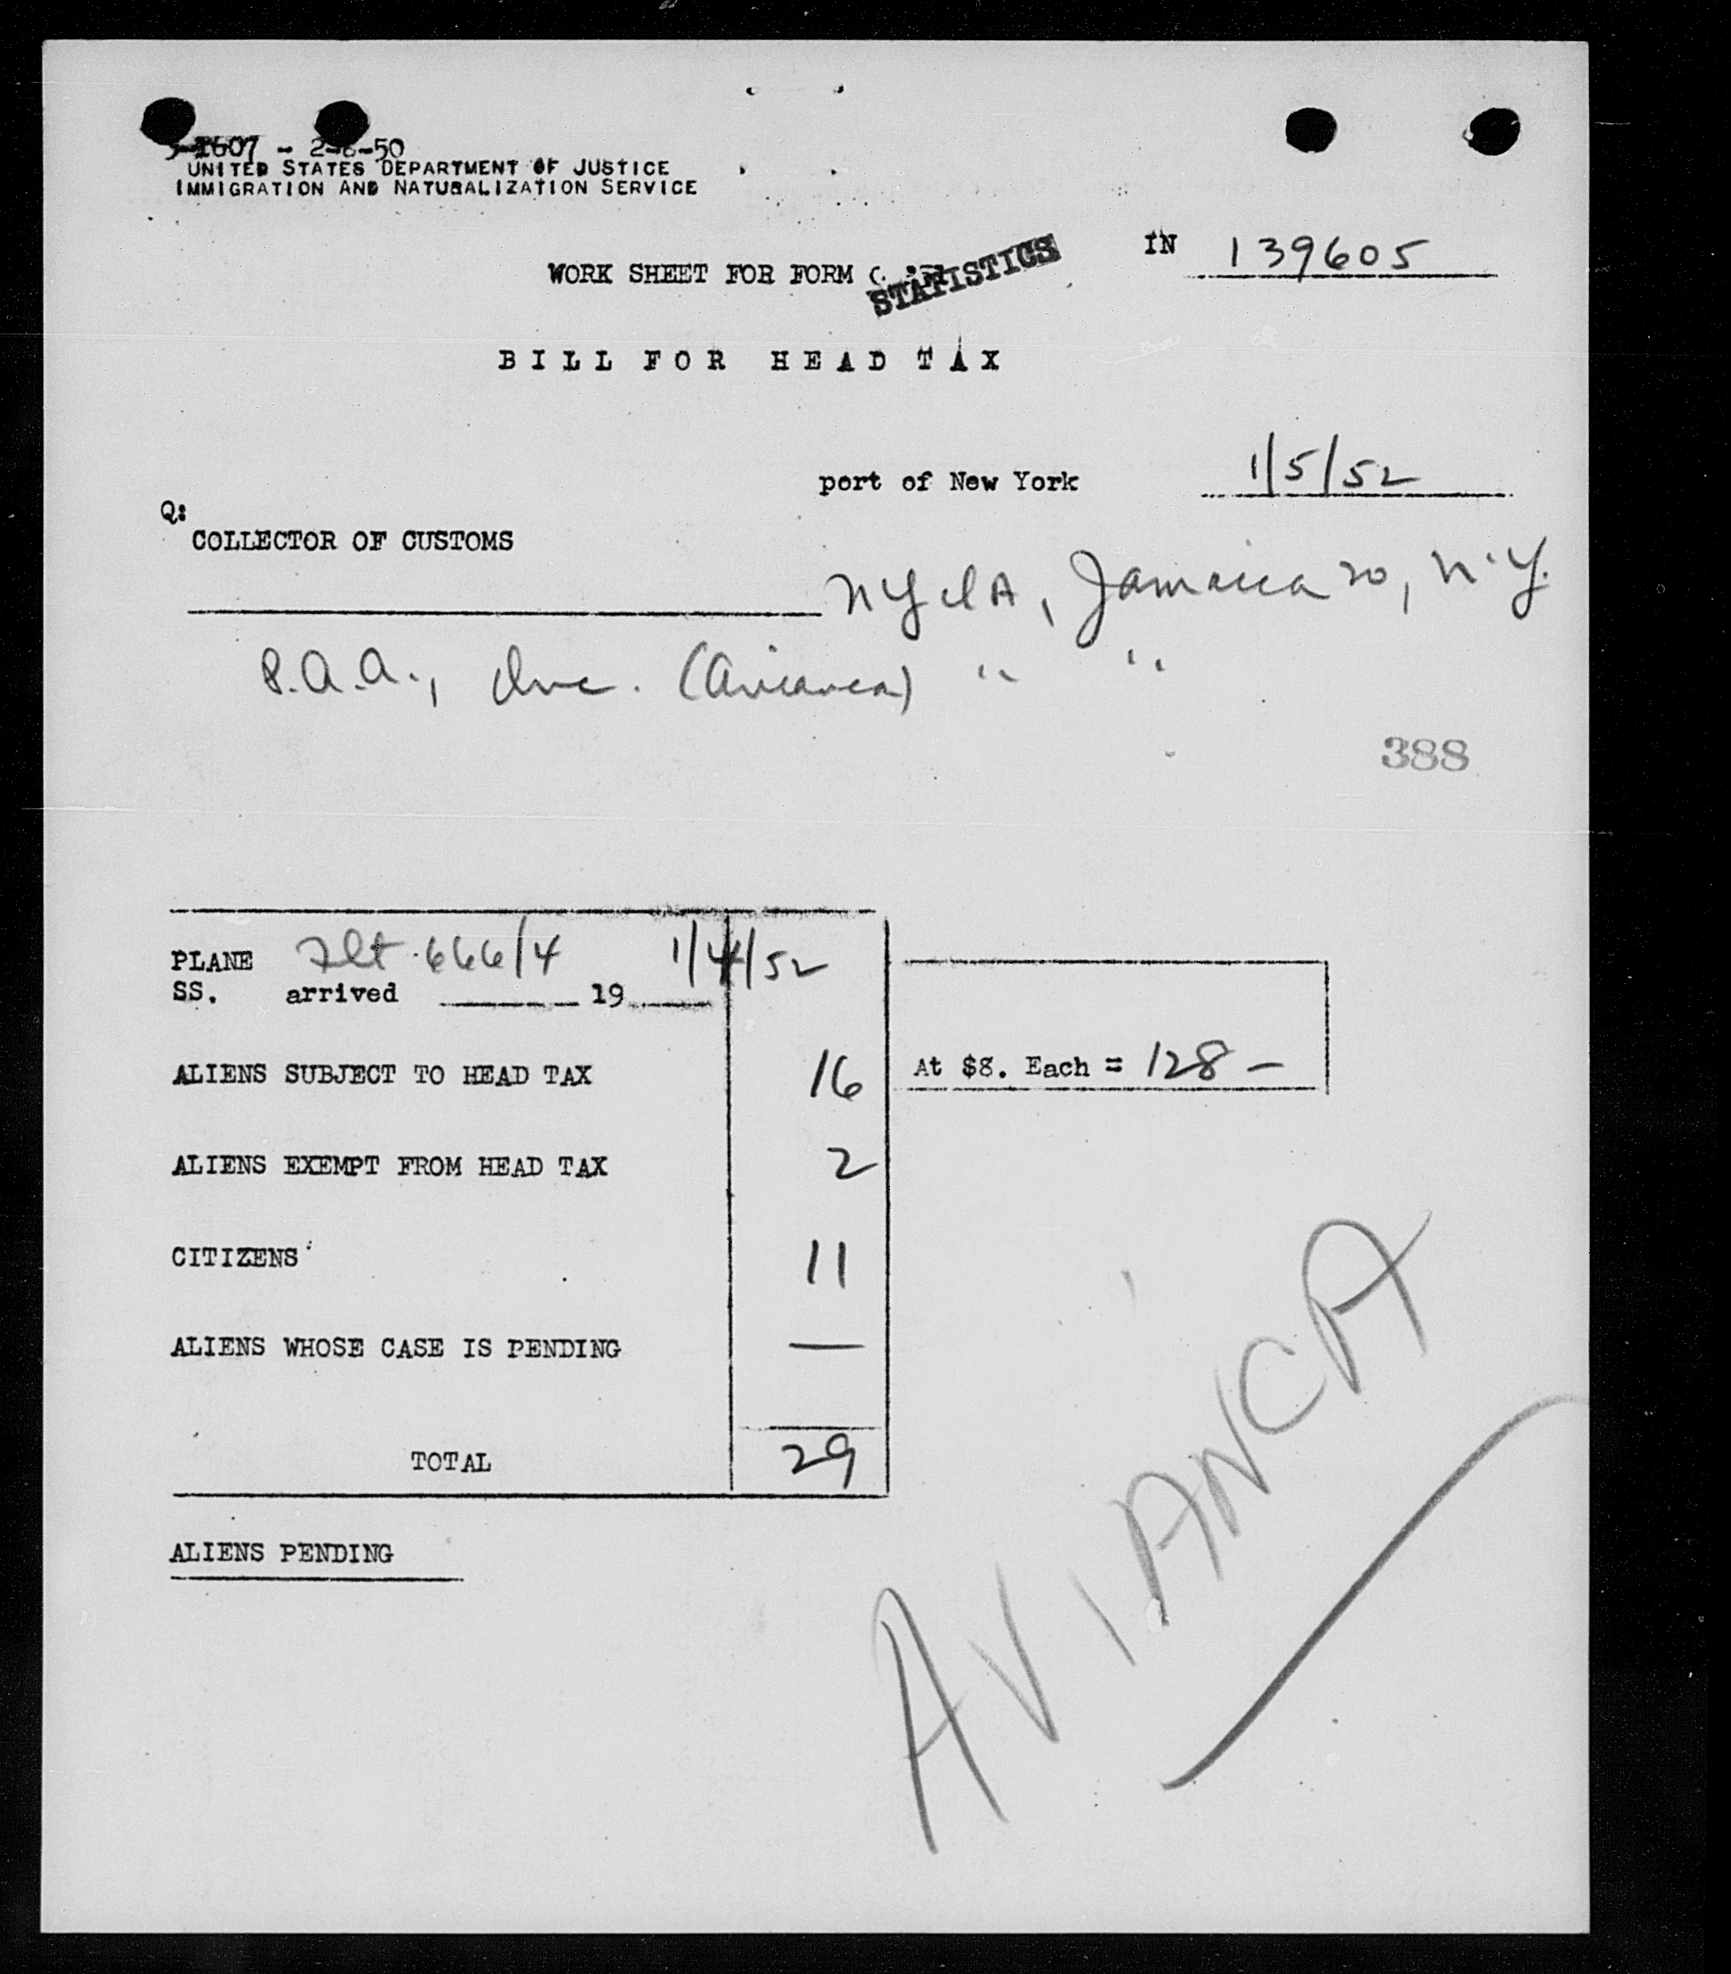 -1607 - 2-6-50
UNITED STATES DEPARTMENT OF JUSTICE
IMMIGRATION AND NATURALIZATION SERVICE
IN 139605
WORK SHEET FOR FORM
STATISTICS
BILL FOR HEAD TAX
port of New York 1/5/52
Q:
COLLECTOR OF CUSTOMS
NYIA, Jamaica 20, N.Y.
P.A.A., Inc. (Avianca) " "
388
PLANE Flt. 666/4 1/4/52
SS. arrived 19
ALIENS SUBJECT TO HEAD TAX 16 At $8. Each = 128 —
ALIENS EXEMPT FROM HEAD TAX 2
CITIZENS 11
ALIENS WHOSE CASE IS PENDING —
TOTAL 29
ALIENS PENDING
AVIANCA